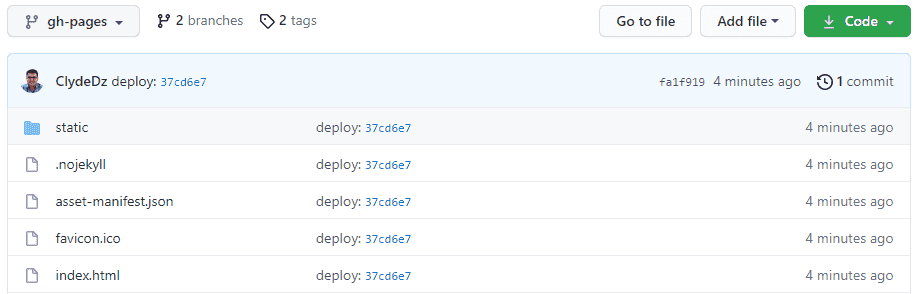 gh-pages 2 branches 2 tags Go to file Add file Code
ClydeDz deploy: 37cd6e7 fa1f919 4 minutes ago 1 commit
static deploy: 37cd6e7 4 minutes ago
.nojekyll deploy: 37cd6e7 4 minutes ago
asset-manifest.json deploy: 37cd6e7 4 minutes ago
favicon.ico deploy: 37cd6e7 4 minutes ago
index.html deploy: 37cd6e7 4 minutes ago